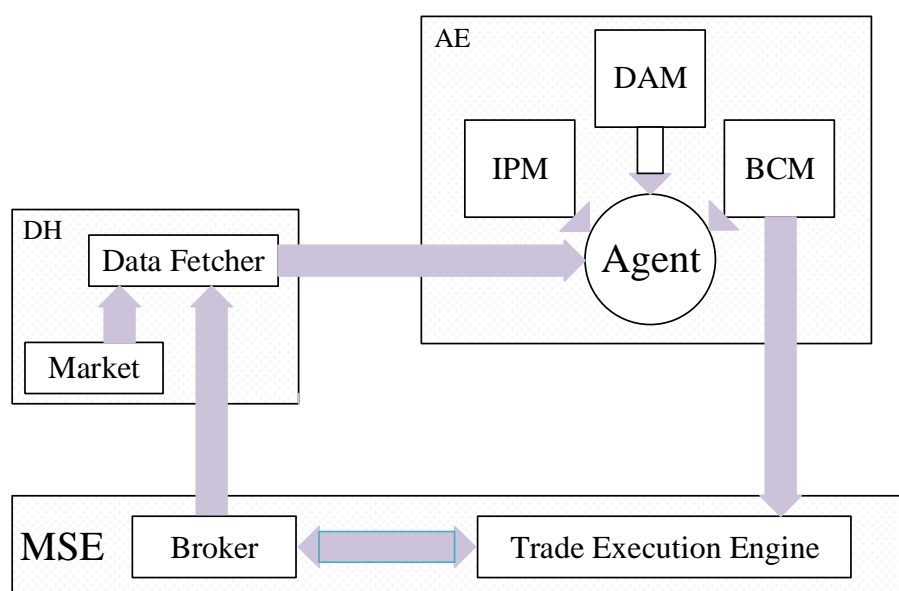 AE
DAM
IPM
BCM
DH
Data Fetcher
Agent
Market
MSE
Broker
Trade Execution Engine